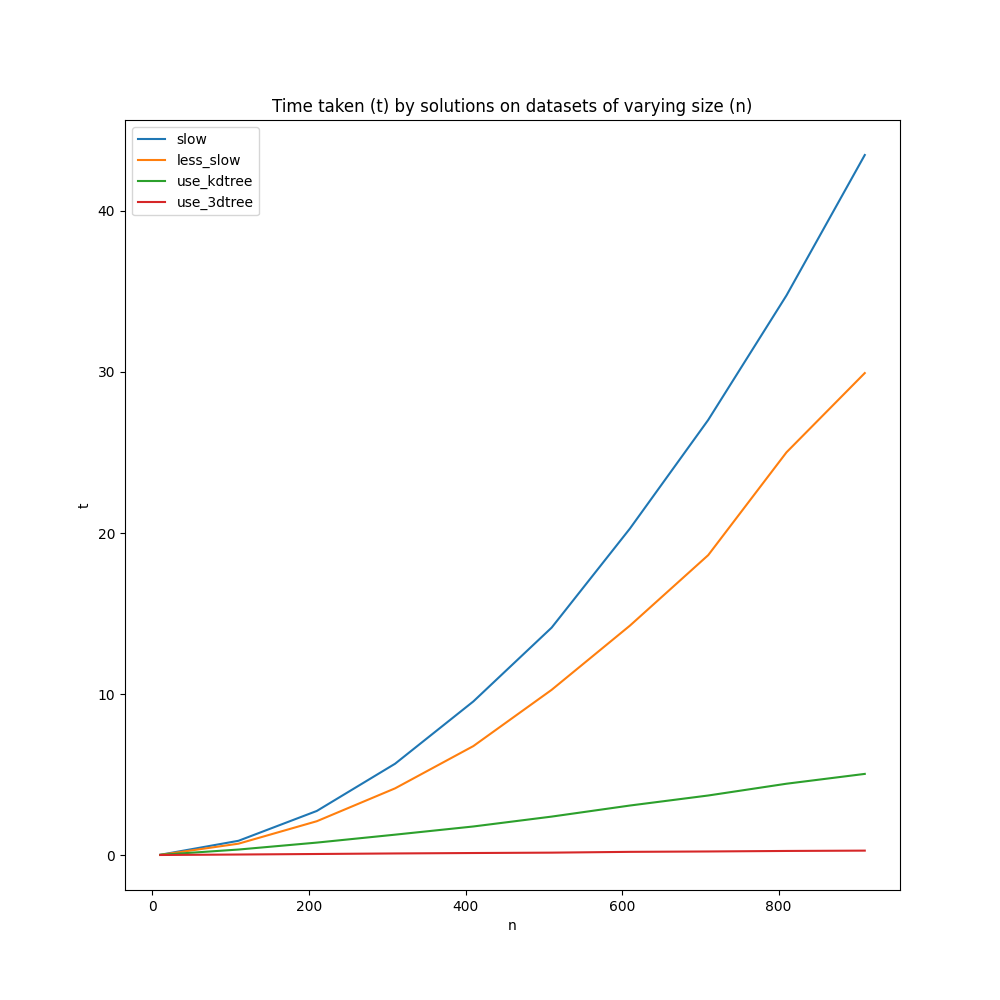 Time taken (t) by solutions on datasets of varying size (n)
slow
less_slow
use_kdtree
use_3dtree
40
30
20
10
0
t
0 200 400 600 800
n